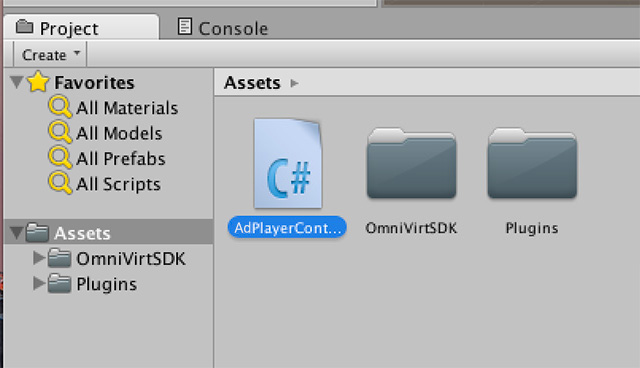 Project
Console
Create
Favorites
All Materials
All Models
All Prefabs
All Scripts
Assets
OmniVirtSDK
Plugins
Assets
C#
AdPlayerCont...
OmniVirtSDK
Plugins